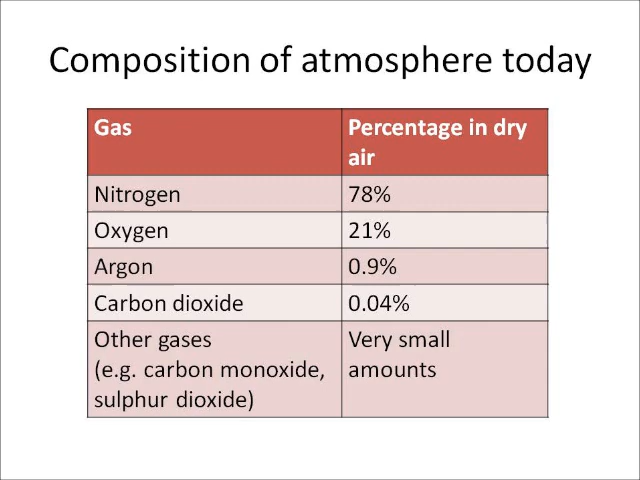 Composition of atmosphere today
Gas
Percentage in dry
air
Nitrogen
78%
Oxygen
21%
Argon
0.9%
Carbon dioxide
0.04%
Other gases
(e.g. carbon monoxide,
sulphur dioxide)
Very small
amounts